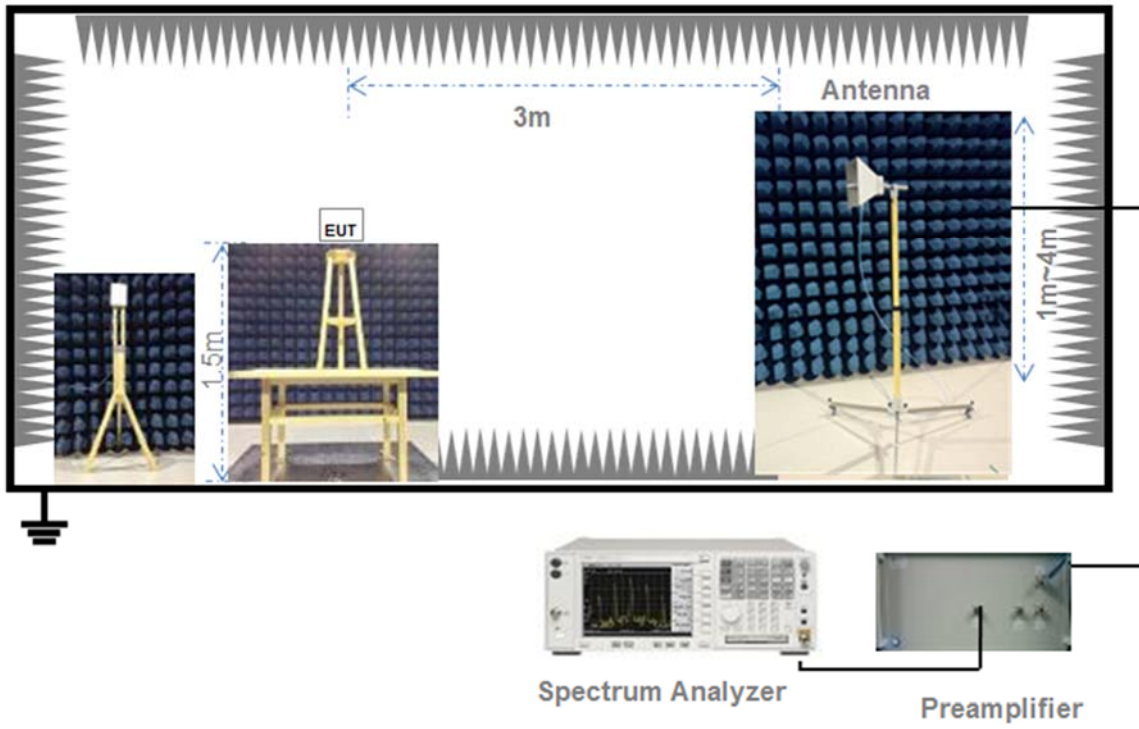 Antenna
3m
EUT
1.5m
1m~4m
Spectrum Analyzer
Preamplifier